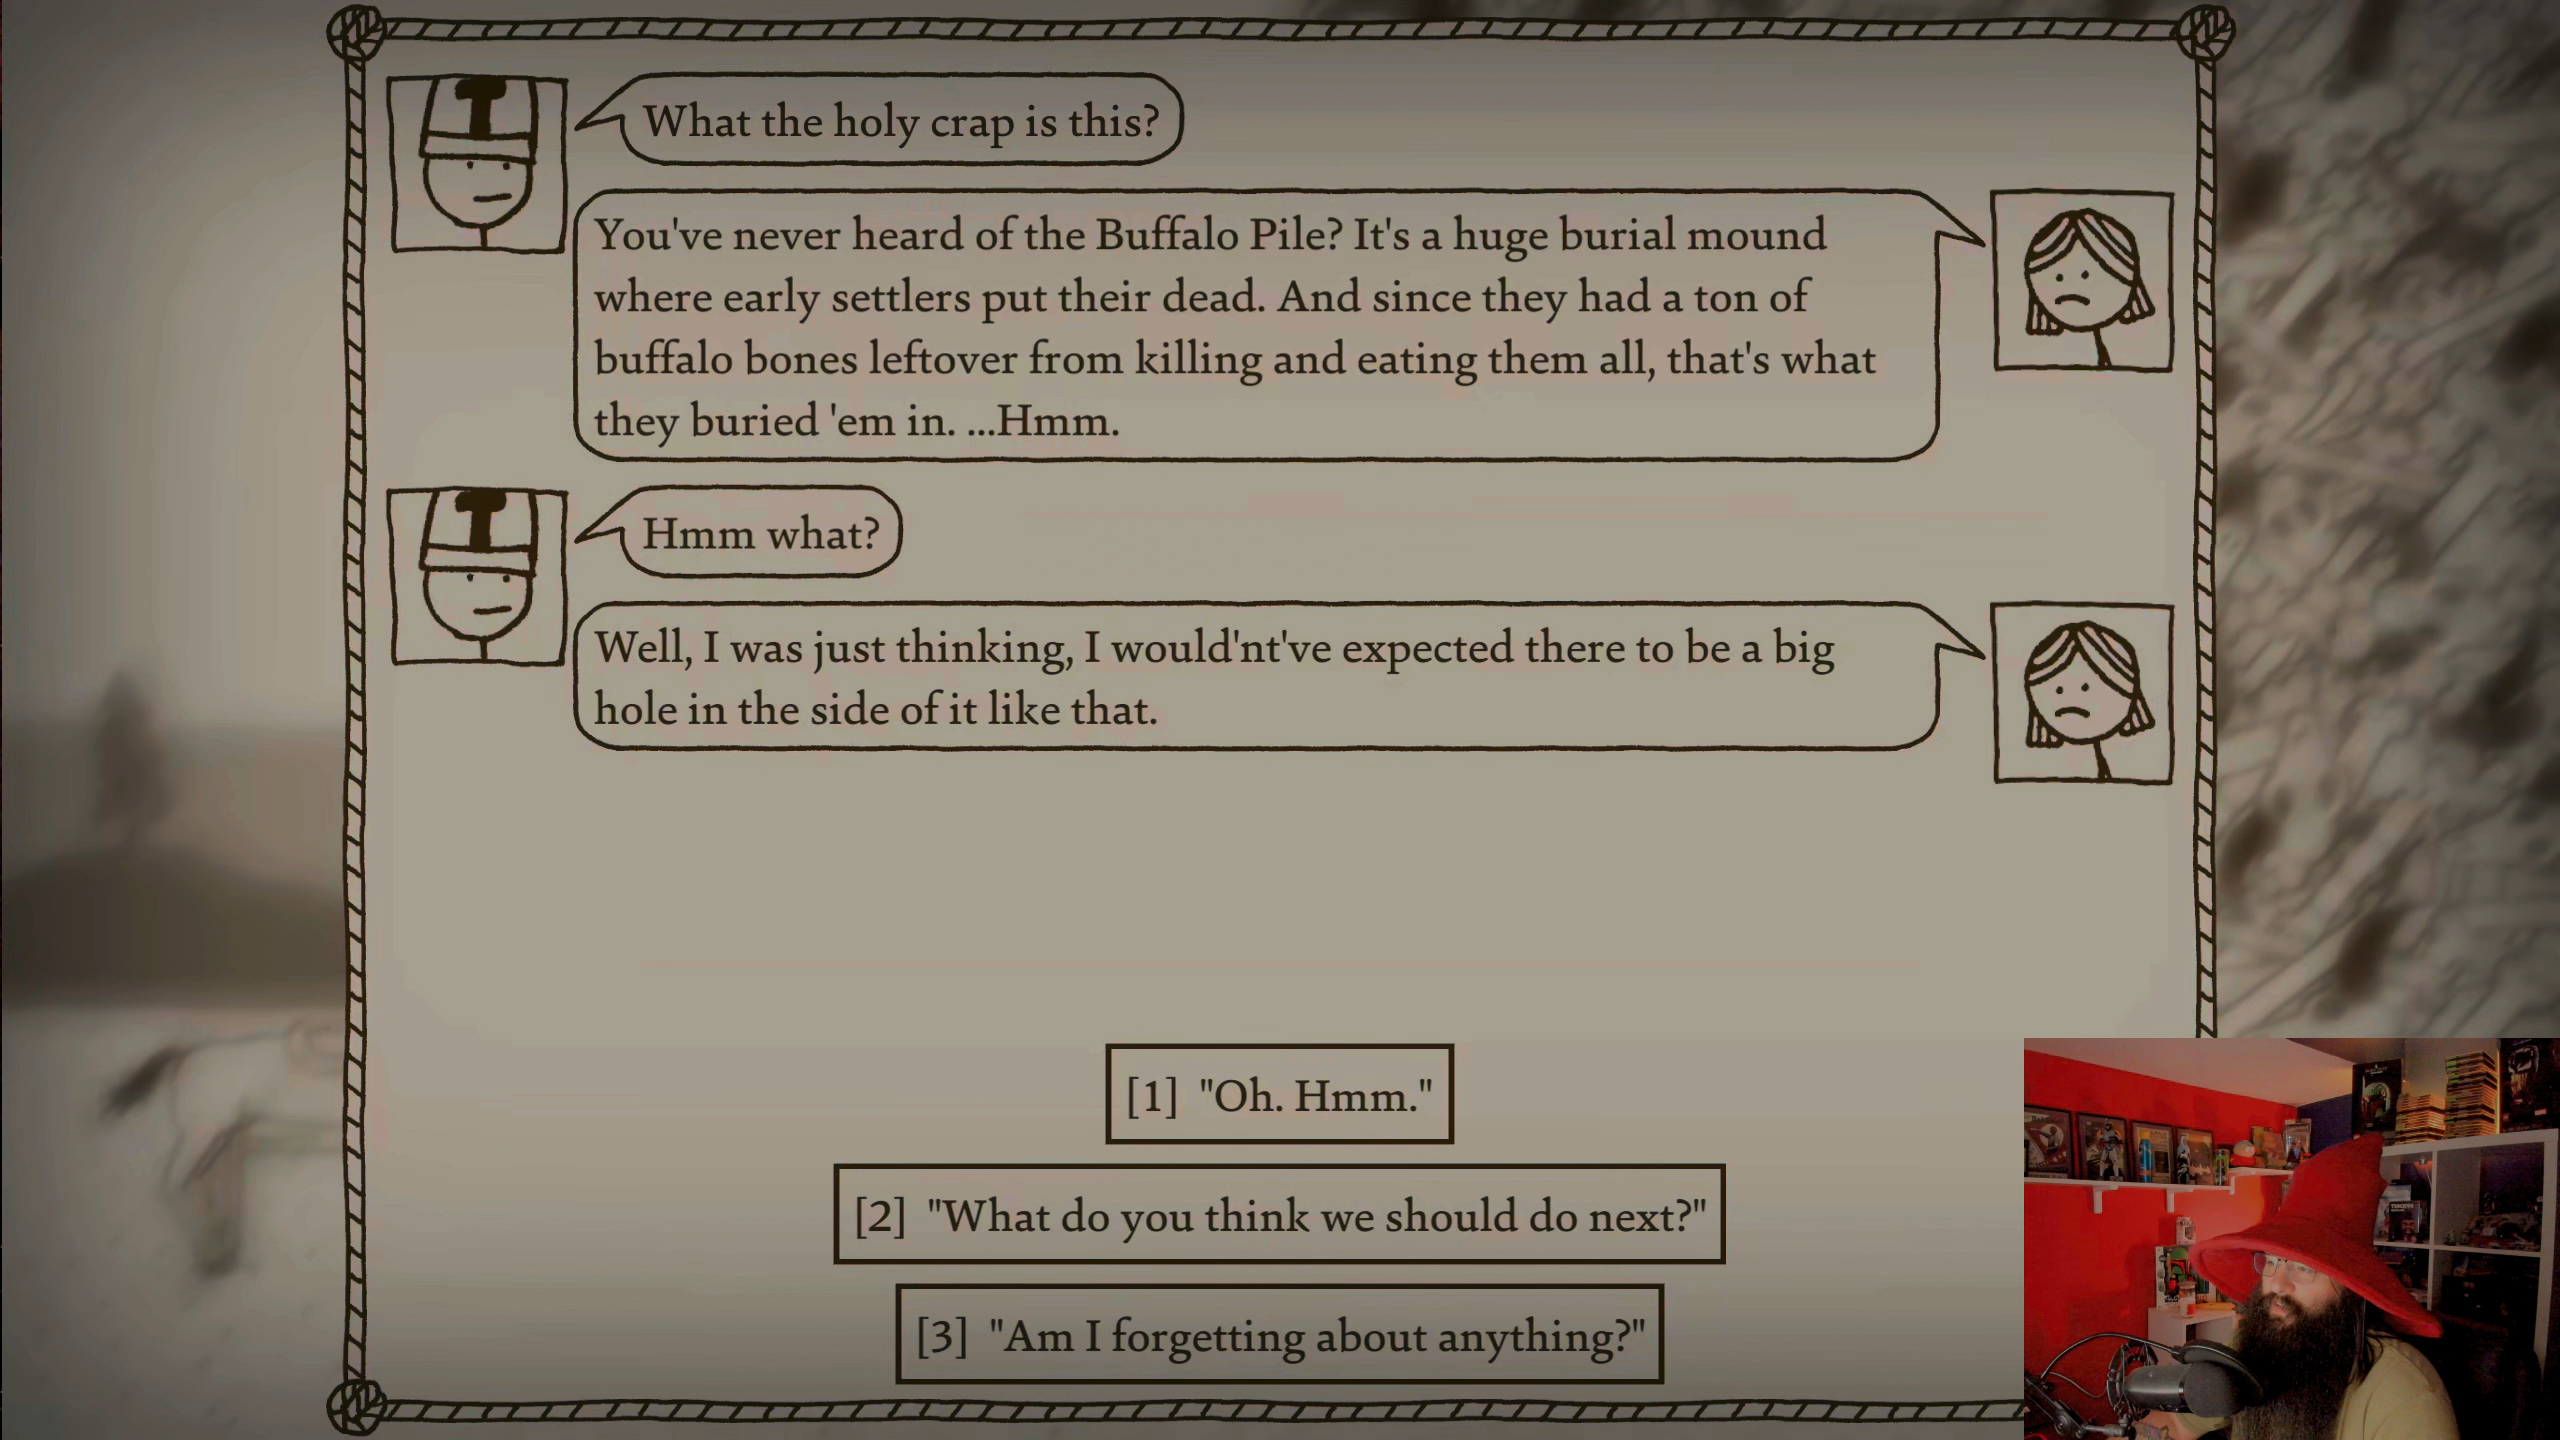 What the holy crap is this?
You've never heard of the Buffalo Pile? It's a huge burial mound
where early settlers put their dead. And since they had a ton of
buffalo bones leftover from killing and eating them all, that's what
they buried 'em in. ...Hmm.
Hmm what?
Well, I was just thinking, I would'nt've expected there to be a big
hole in the side of it like that.
[1] "Oh. Hmm."
[2] "What do you think we should do next?"
[3] "Am I forgetting about anything?"